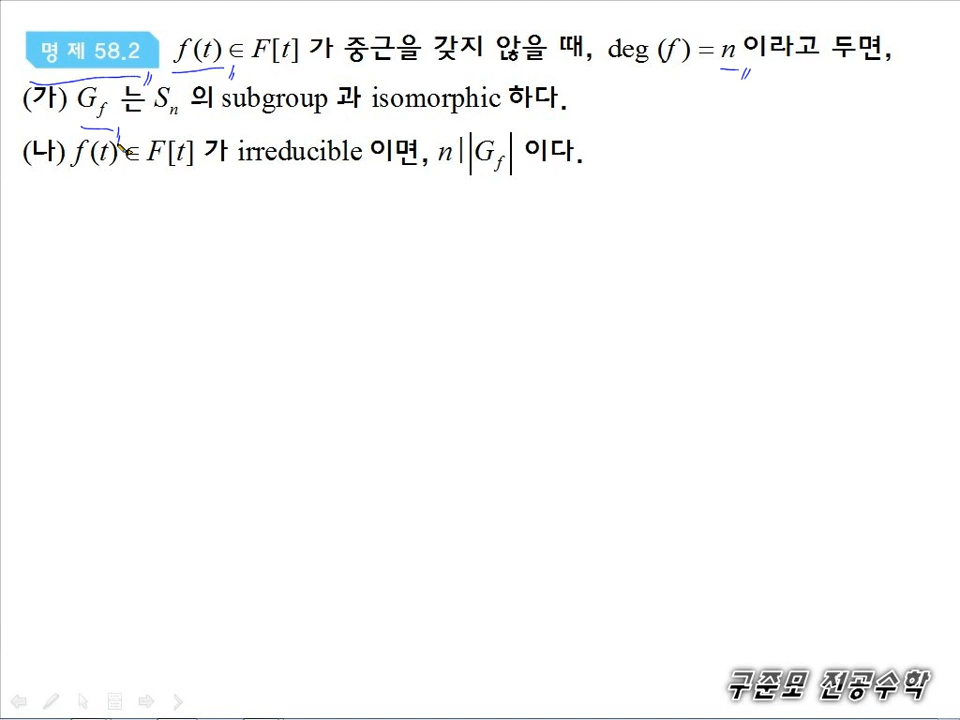 명제 58.2 f(t) ∈ F[t] 가 중근을 갖지 않을 때, deg (f) = n 이라고 두면,
(가) G_f 는 S_n 의 subgroup 과 isomorphic 하다.
(나) f(t) ∈ F[t] 가 irreducible 이면, n | |G_f| 이다.
구준모 전공수학